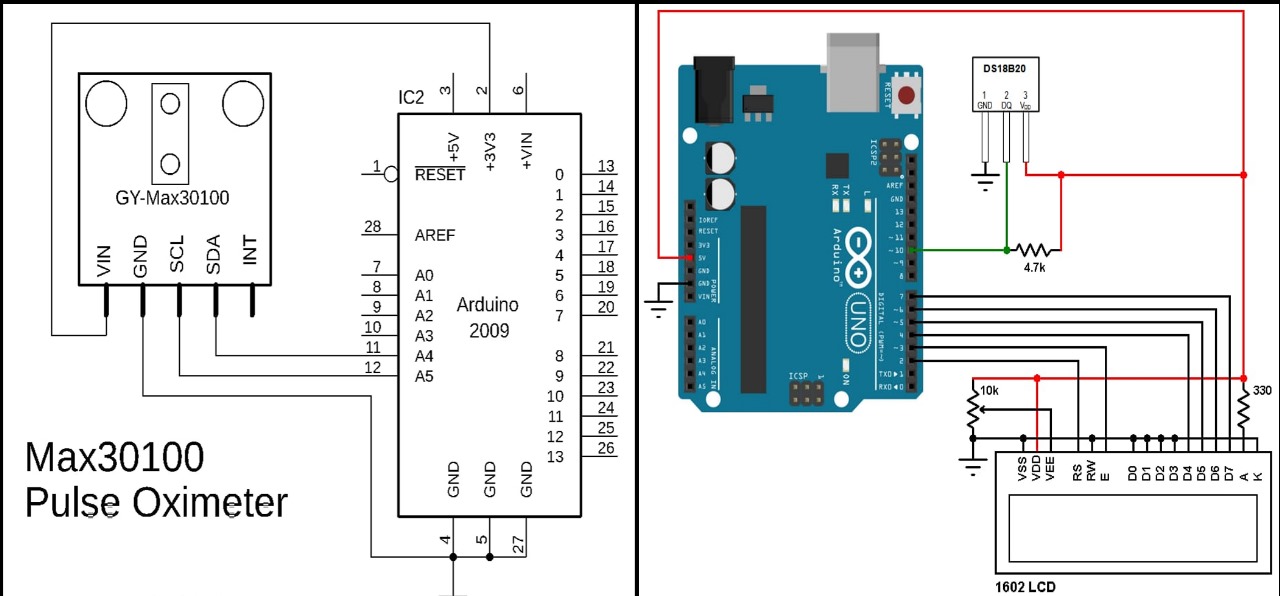 GY-Max30100
VIN
GND
SCL
SDA
INT
Max30100
Pulse Oximeter
IC2
3
2
6
+5V
+3V3
+VIN
1
RESET
28
AREF
7
A0
8
A1
9
A2
10
A3
11
A4
12
A5
Arduino
2009
0
13
1
14
2
15
3
16
4
17
5
18
6
19
7
20
8
21
9
22
10
23
11
24
12
25
13
26
GND
GND
GND
4
5
27
RESET
ICSP2
AREF
GND
13
12
~11
~10
~9
8
RX
TX
L
IOREF
RESET
3V3
5V
GND
GND
VIN
POWER
Arduino™
UNO
7
~6
~5
4
~3
2
TXD▸1
RXD◂0
DIGITAL (PWM~)
A0
A1
A2
A3
A4
A5
ANALOG IN
ICSP
1
ON
DS18B20
1 2 3
GND DQ VDD
4.7k
10k
330
VSS
VDD
VEE
RS
RW
E
D0
D1
D2
D3
D4
D5
D6
D7
A
K
1602 LCD